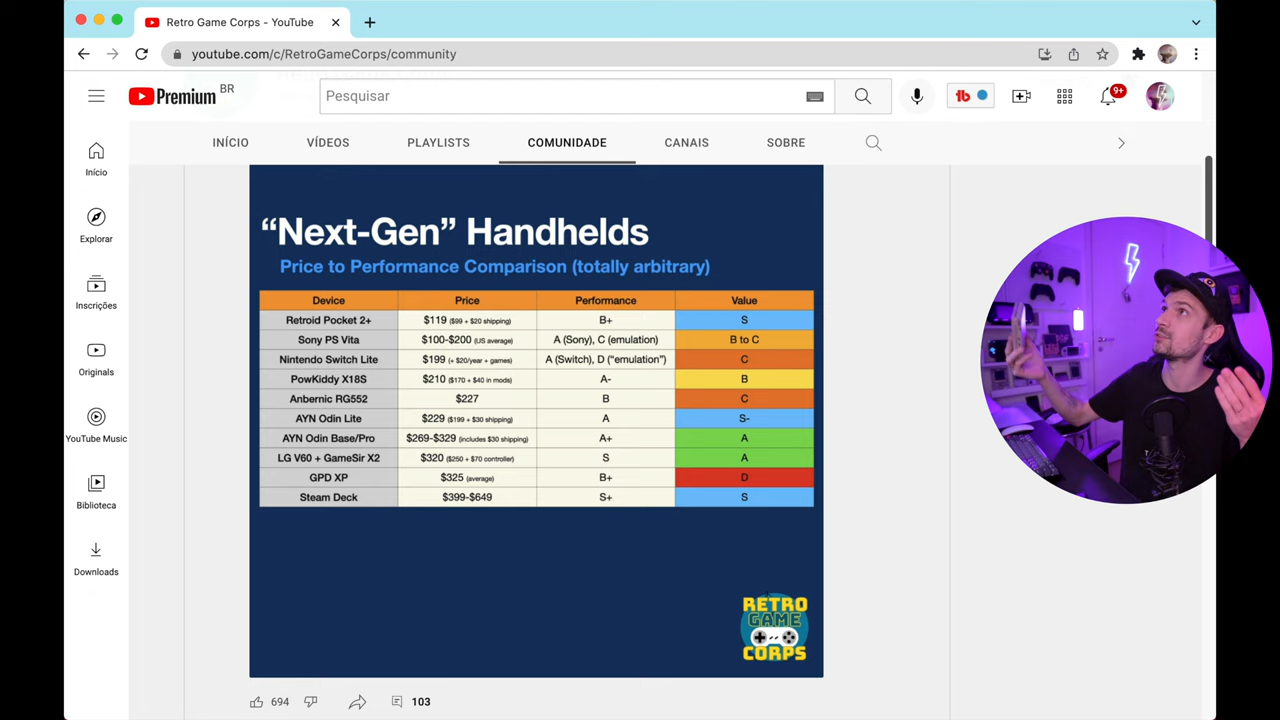 Retro Game Corps - YouTube
youtube.com/c/RetroGameCorps/community
Premium BR
Pesquisar
9+
INÍCIO VÍDEOS PLAYLISTS COMUNIDADE CANAIS SOBRE
Início
Explorar
Inscrições
Originals
YouTube Music
Biblioteca
Downloads
“Next-Gen” Handhelds
Price to Performance Comparison (totally arbitrary)
Device Price Performance Value
Retroid Pocket 2+ $119 ($99 + $20 shipping) B+ S
Sony PS Vita $100-$200 (US average) A (Sony), C (emulation) B to C
Nintendo Switch Lite $199 (+ $20/year + games) A (Switch), D (“emulation”) C
PowKiddy X18S $210 ($170 + $40 in mods) A- B
Anbernic RG552 $227 B C
AYN Odin Lite $229 ($199 + $30 shipping) A S-
AYN Odin Base/Pro $269-$329 (includes $30 shipping) A+ A
LG V60 + GameSir X2 $320 ($250 + $70 controller) S A
GPD XP $325 (average) B+ D
Steam Deck $399-$649 S+ S
RETRO
GAME
CORPS
694 103